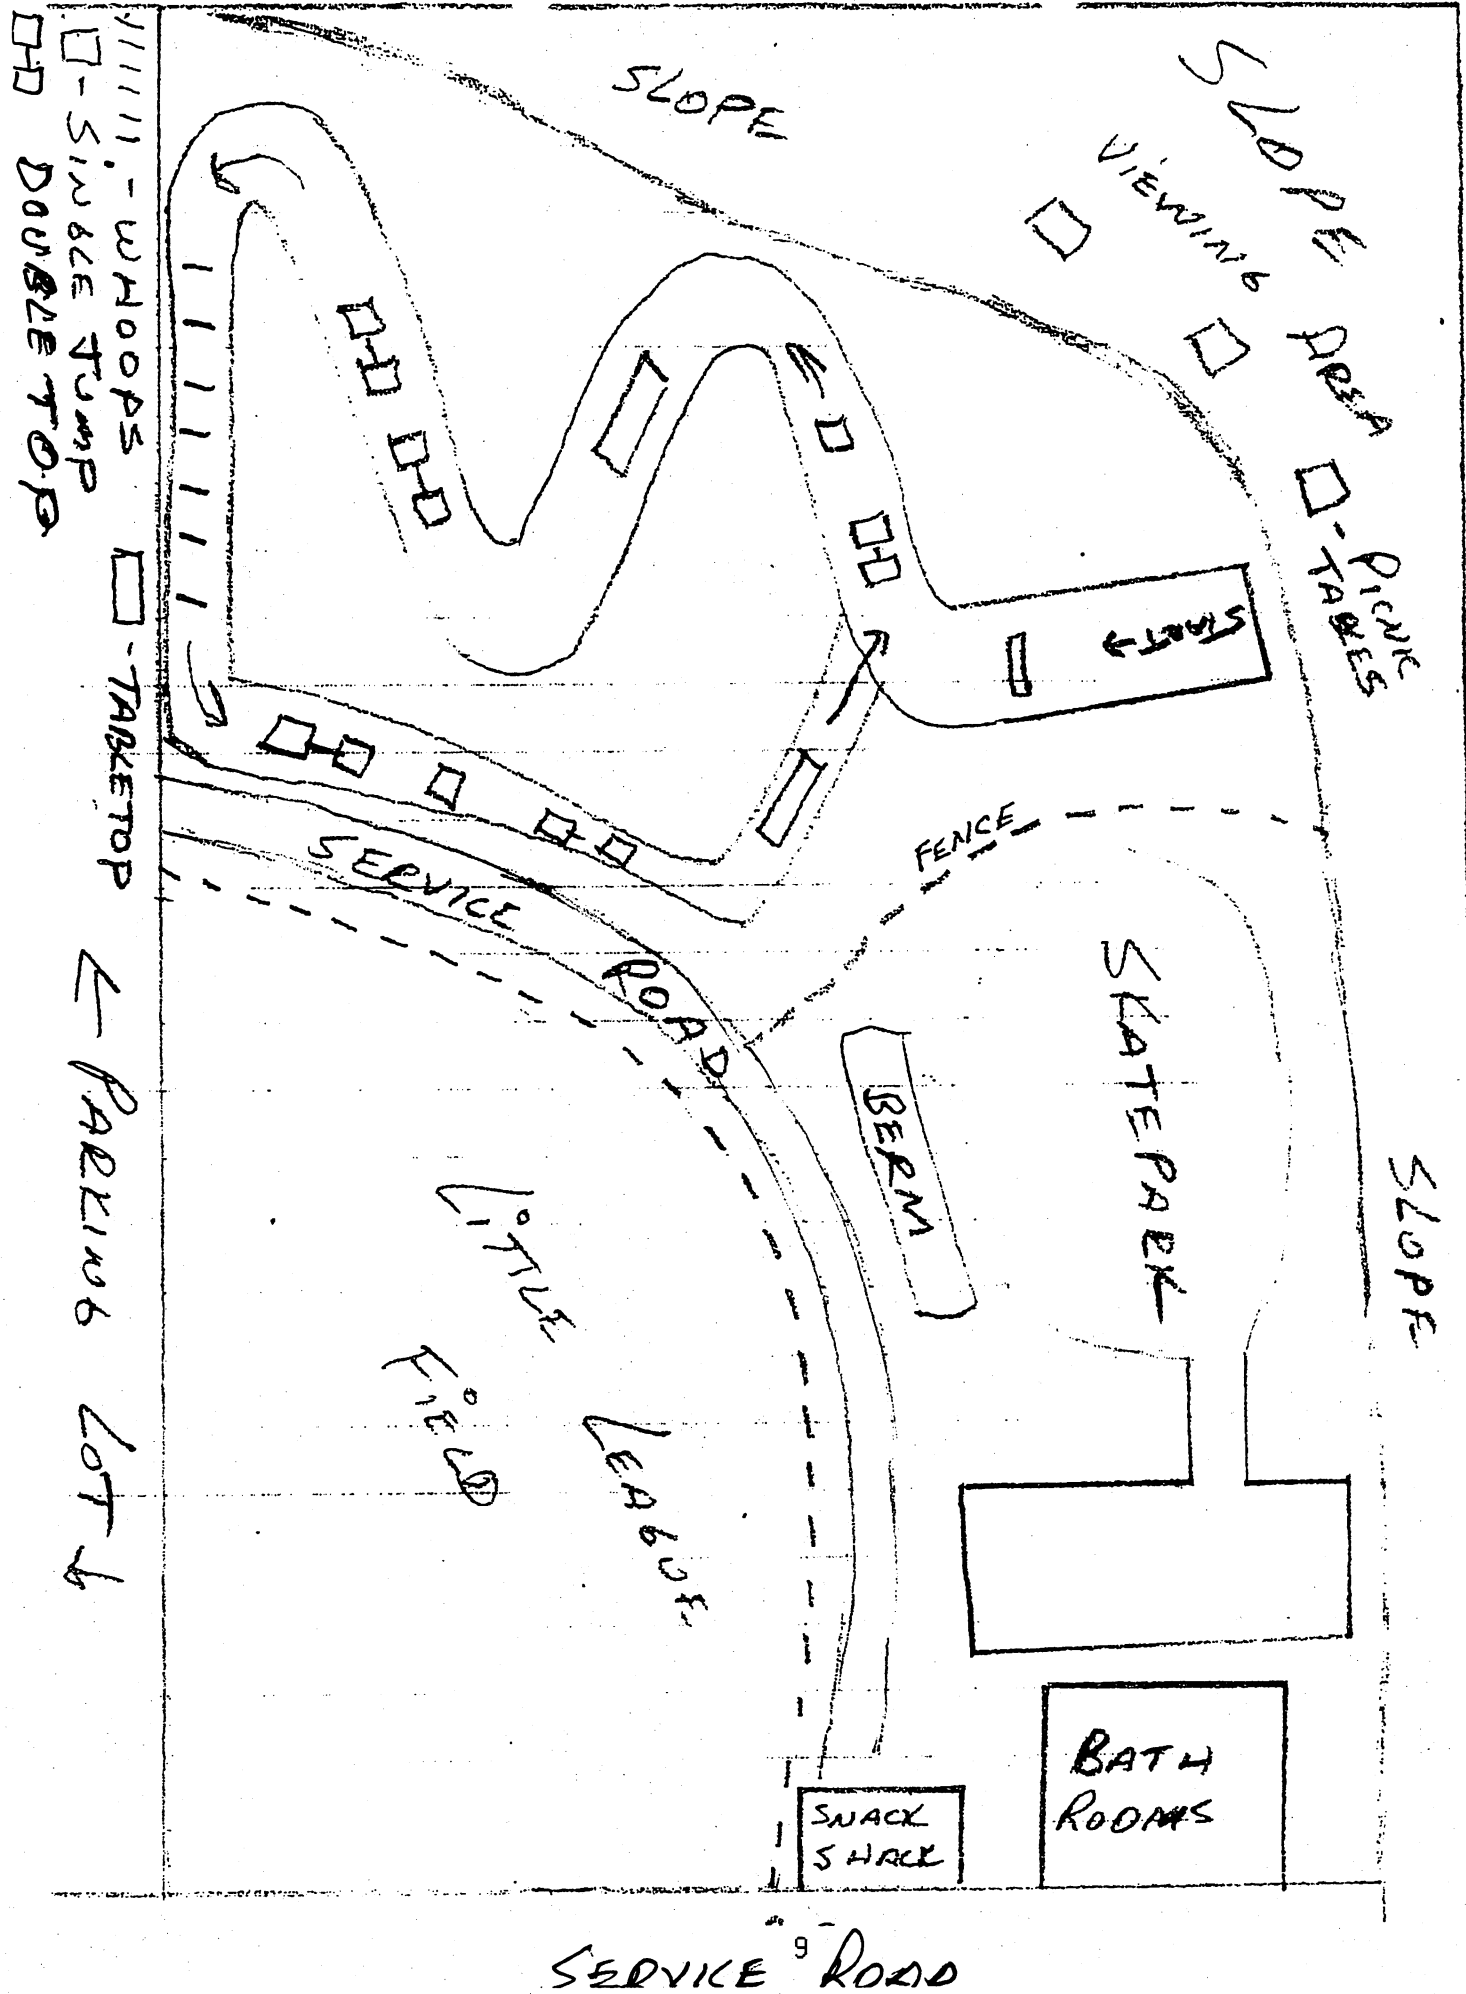 SLOPE
SLOPE
VIEWING AREA
- PICNIC
TABLES
START
FENCE
SERVICE ROAD
SKATEPARK
BERM
SLOPE
LITTLE
LEAGUE
FIELD
BATH
ROOMS
SNACK
SHACK
- WHOOPS
- SINGLE JUMP
DOUBLE TOP
- TABLETOP
← PARKING LOT →
9
SERVICE ROAD